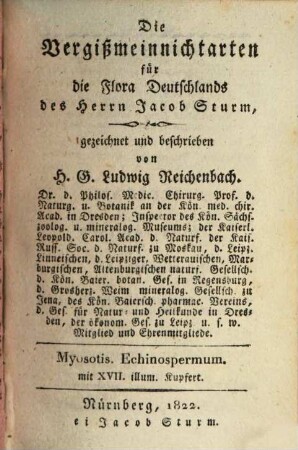 Die
Vergißmeinnichtarten
für
die Flora Deutschlands
des Herrn Jacob Sturm,
gezeichnet und beschrieben
von
H. G. Ludwig Reichenbach.
Dr. d. Philos. Medic. Chirurg. Prof. d.
Naturg. u. Botanik an der Kön. med. chir.
Acad. in Dresden; Inspector des Kön. Sächs.
zoolog. u. mineralog. Museums; der Kaiserl.
Leopold. Carol. Acad. d. Naturf. der Kais.
Russ. Soc. d. Naturf. zu Moskau, d. Leipz.
Linneischen, d. Leipziger, Wetterauischen, Mar-
burgischen, Altenburgischen naturf. Gesellsch.
d. Kön. Baier. botan. Ges. in Regensburg,
d. Grosherz. Weim mineralog. Gesellsch. zu
Jena, des Kön. Baiersch. pharmac. Vereins,
d. Ges. für Natur- und Heilkunde in Dres-
den, der ökonom. Ges. zu Leipz u. s. w.
Mitglied und Ehrenmitgliede.
Myosotis. Echinospermum.
mit XVII. illum. Kupfert.
Nürnberg, 1822.
ei Jacob Sturm.